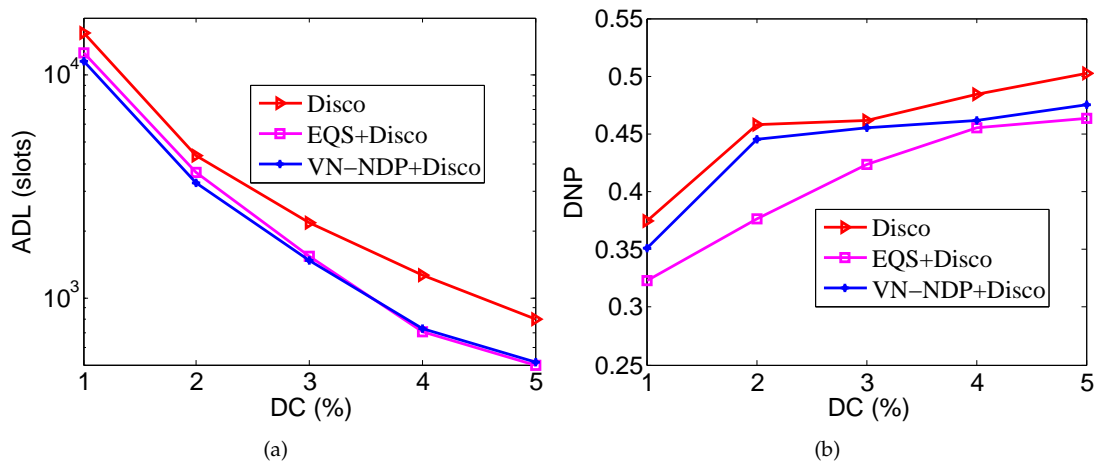 ADL (slots)
10^4
10^3
Disco
EQS+Disco
VN−NDP+Disco
1 2 3 4 5
DC (%)
(a)
DNP
0.55
0.5
0.45
0.4
0.35
0.3
0.25
Disco
EQS+Disco
VN−NDP+Disco
1 2 3 4 5
DC (%)
(b)